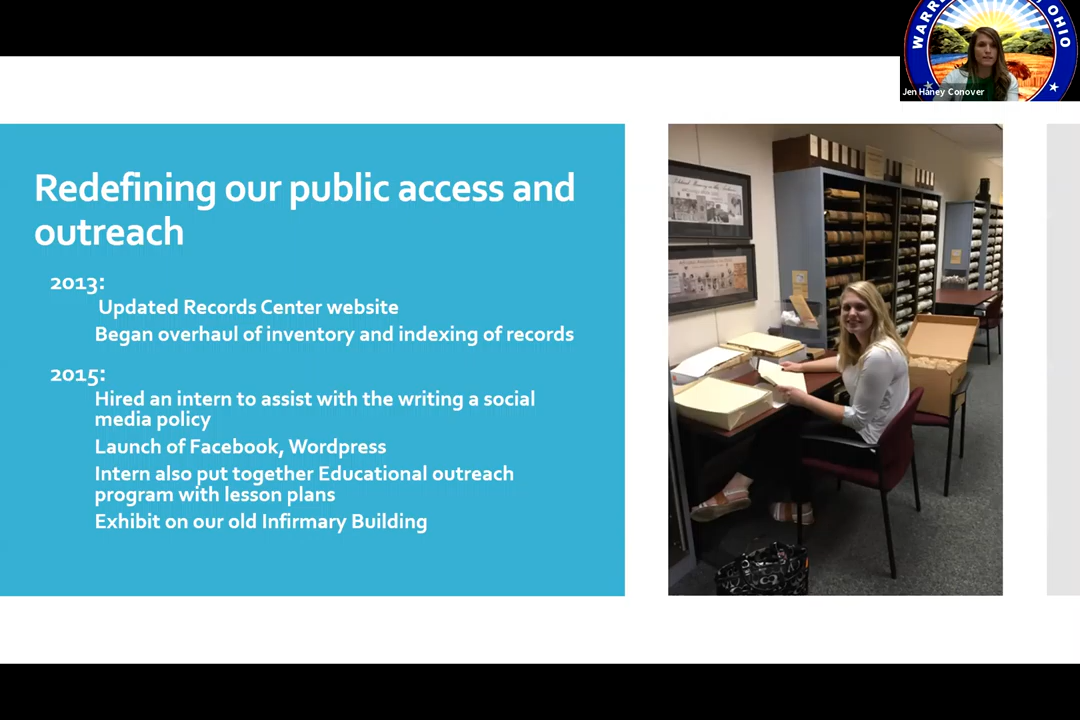 WARRE
OHIO
Jen Haney Conover
Redefining our public access and
outreach
2013:
Updated Records Center website
Began overhaul of inventory and indexing of records
2015:
Hired an intern to assist with the writing a social
media policy
Launch of Facebook, Wordpress
Intern also put together Educational outreach
program with lesson plans
Exhibit on our old Infirmary Building